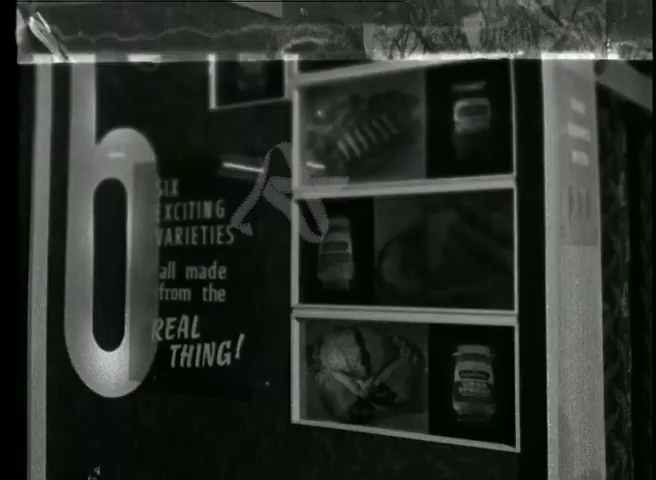 6
SIX
EXCITING
VARIETIES
all made
from the
REAL
THING!